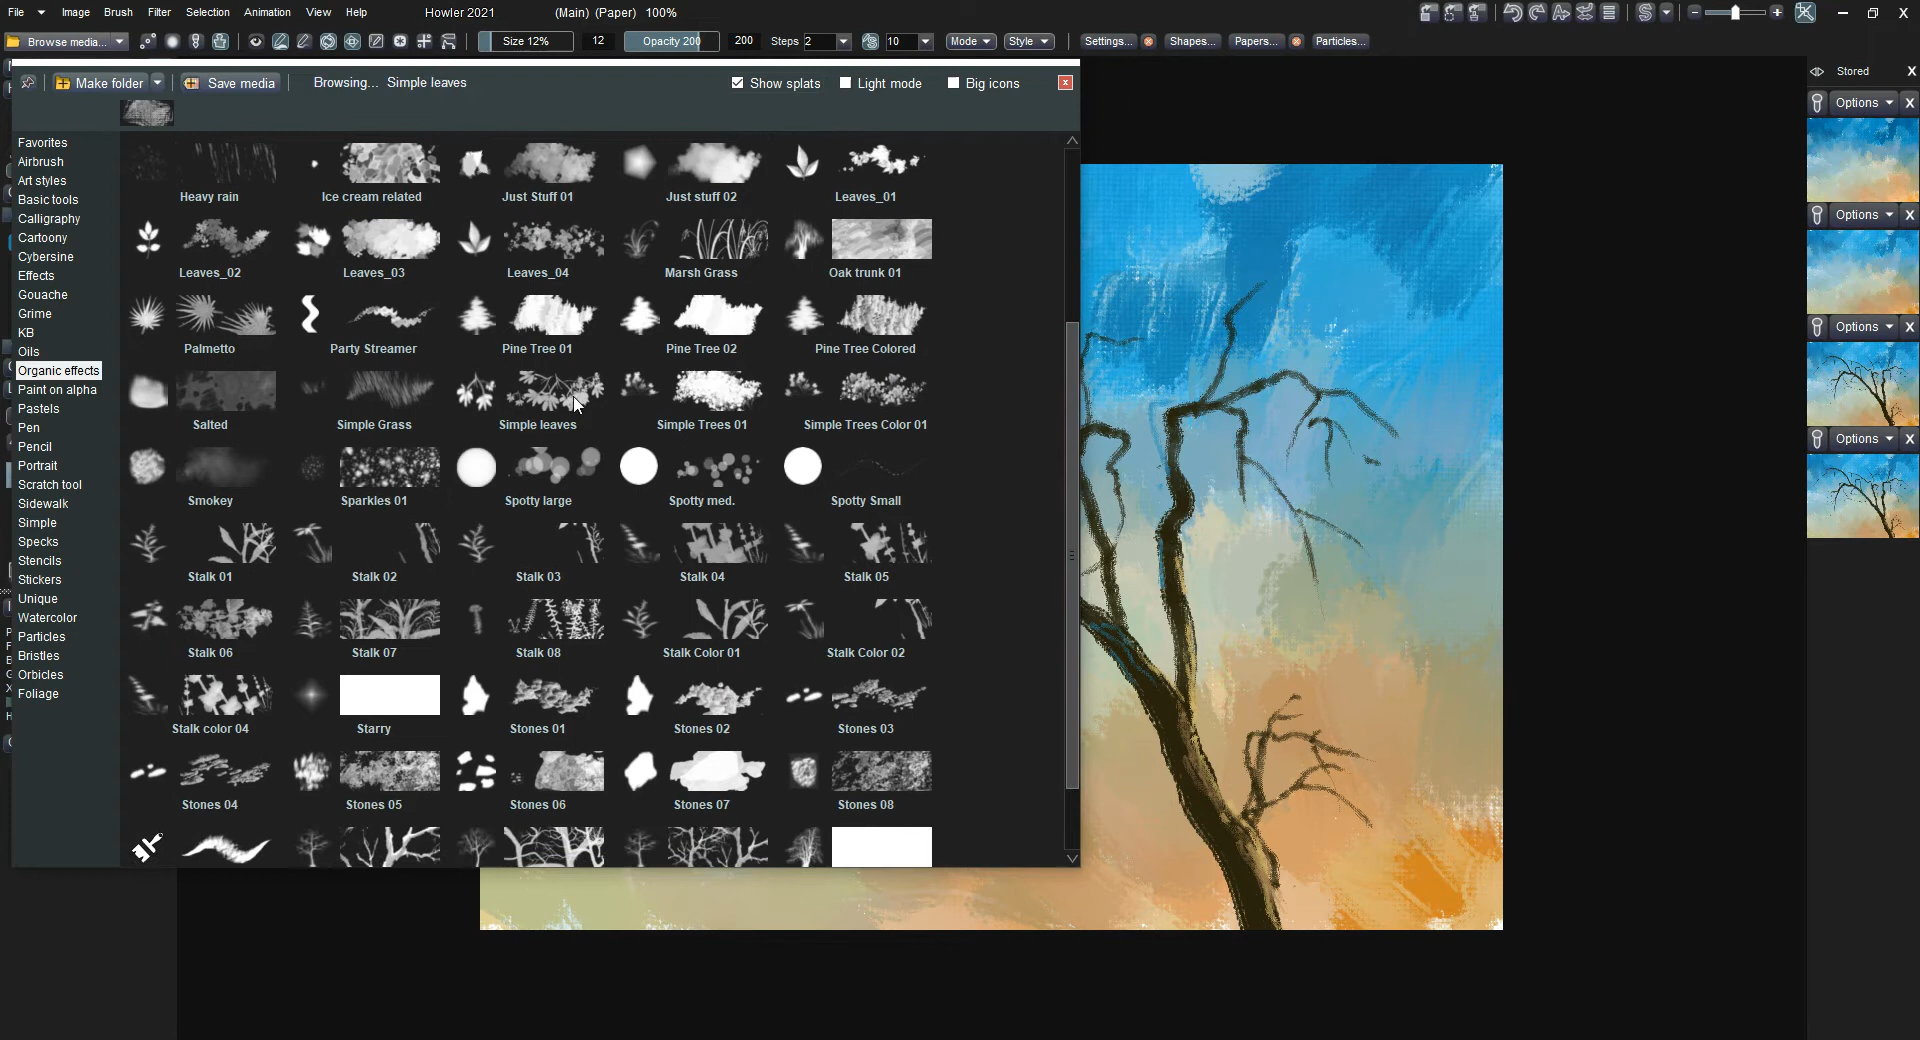 File Image Brush Filter Selection Animation View Help Howler 2021 (Main) (Paper) 100%
Browse media... Size 12% 12 Opacity 200 200 Steps 2 10 Mode Style Settings... Shapes... Papers... Particles...
Stored
Make folder Save media Browsing... Simple leaves Show splats Light mode Big icons
Options
Options
Options
Options
Favorites
Airbrush
Art styles
Basic tools
Calligraphy
Cartoony
Cybersine
Effects
Gouache
Grime
KB
Oils
Organic effects
Paint on alpha
Pastels
Pen
Pencil
Portrait
Scratch tool
Sidewalk
Simple
Specks
Stencils
Stickers
Unique
Watercolor
Particles
Bristles
Orbicles
Foliage
Heavy rain Ice cream related Just Stuff 01 Just stuff 02 Leaves_01
Leaves_02 Leaves_03 Leaves_04 Marsh Grass Oak trunk 01
Palmetto Party Streamer Pine Tree 01 Pine Tree 02 Pine Tree Colored
Salted Simple Grass Simple leaves Simple Trees 01 Simple Trees Color 01
Smokey Sparkles 01 Spotty large Spotty med. Spotty Small
Stalk 01 Stalk 02 Stalk 03 Stalk 04 Stalk 05
Stalk 06 Stalk 07 Stalk 08 Stalk Color 01 Stalk Color 02
Stalk color 04 Starry Stones 01 Stones 02 Stones 03
Stones 04 Stones 05 Stones 06 Stones 07 Stones 08